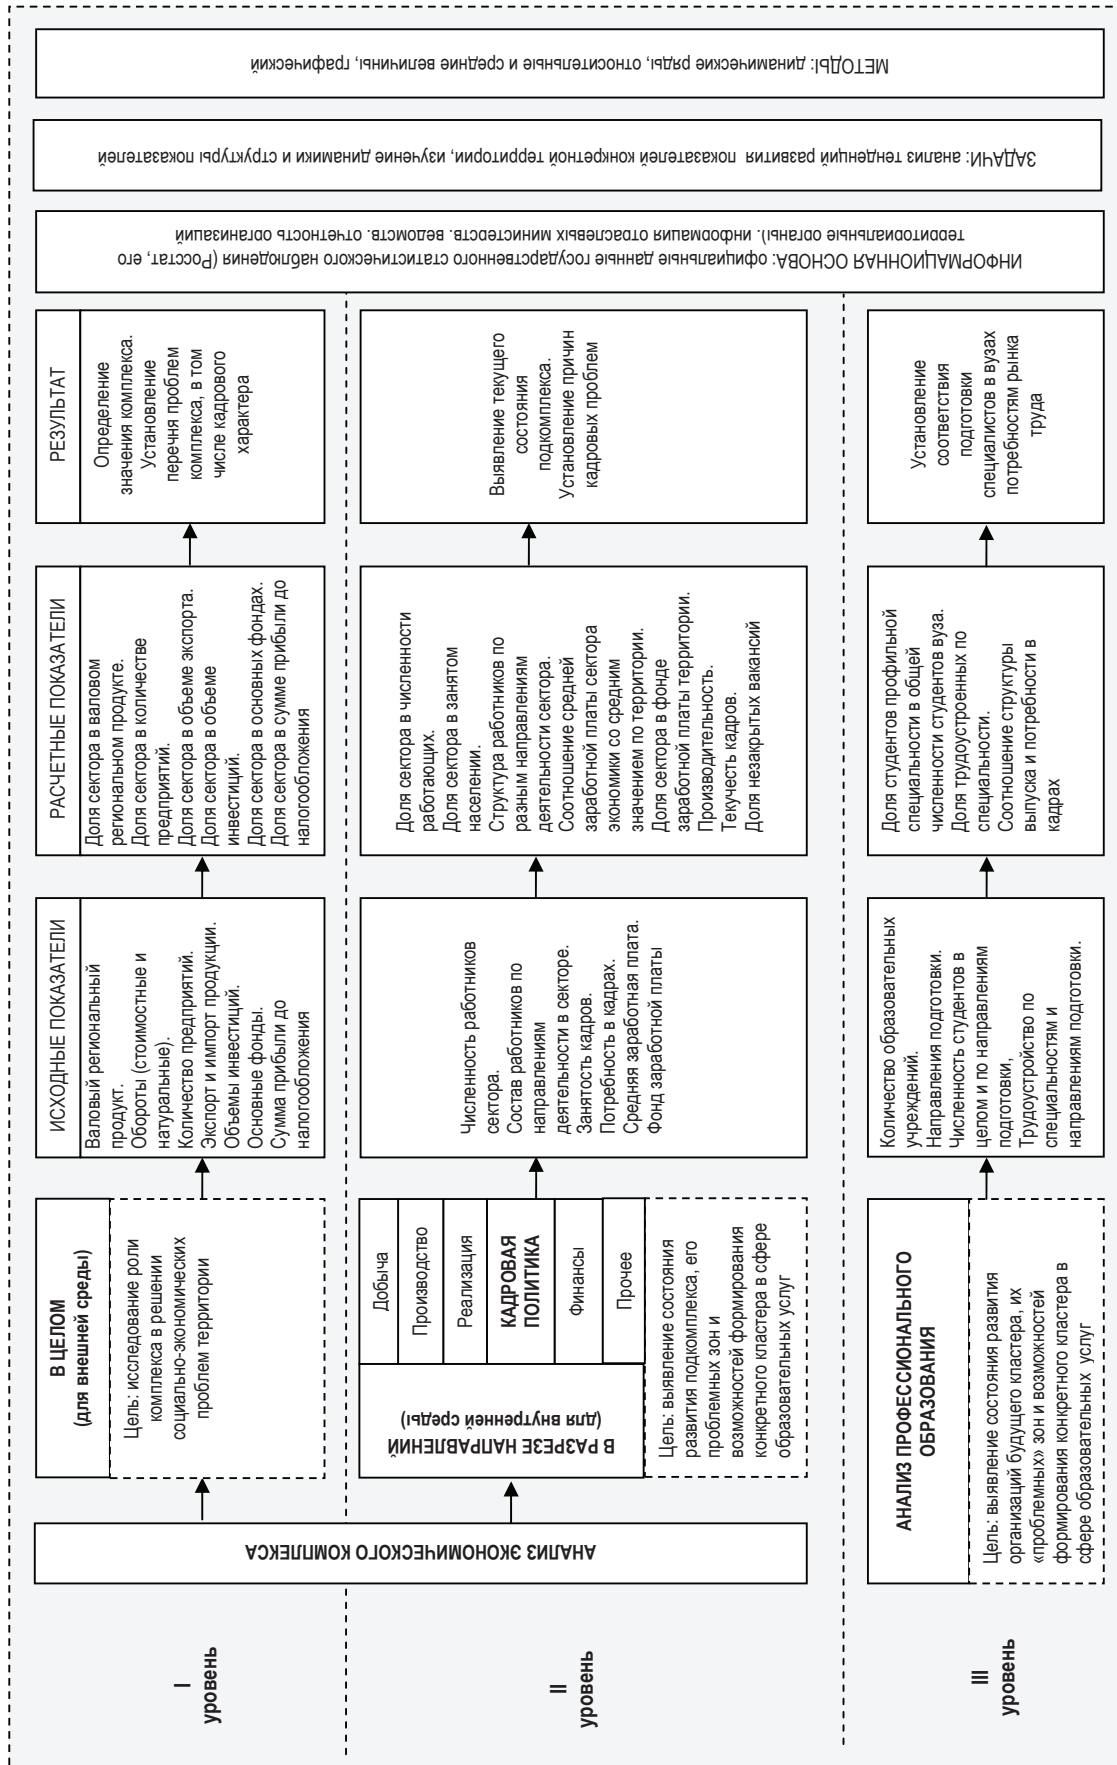 I
уровень
II
уровень
III
уровень
АНАЛИЗ ЭКОНОМИЧЕСКОГО КОМПЛЕКСА
В ЦЕЛОМ
(для внешней среды)
Цель: исследование роли
комплекса в решении
социально-экономических
проблем территории
ИСХОДНЫЕ ПОКАЗАТЕЛИ
Валовый региональный
продукт.
Обороты (стоимостные и
натуральные).
Количество предприятий.
Экспорт и импорт продукции.
Объемы инвестиций.
Основные фонды.
Сумма прибыли до
налогообложения
РАСЧЕТНЫЕ ПОКАЗАТЕЛИ
Доля сектора в валовом
региональном продукте.
Доля сектора в количестве
предприятий.
Доля сектора в объеме экспорта.
Доля сектора в объеме
инвестиций.
Доля сектора в основных фондах.
Доля сектора в сумме прибыли до
налогообложения
РЕЗУЛЬТАТ
Определение
значения комплекса.
Установление
перечня проблем
комплекса, в том
числе кадрового
характера
В РАЗРЕЗЕ НАПРАВЛЕНИЙ
(для внутренней среды)
Добыча
Производство
Реализация
КАДРОВАЯ
ПОЛИТИКА
Финансы
Прочее
Цель: выявление состояния
развития подкомплекса, его
проблемных зон и
возможностей формирования
конкретного кластера в сфере
образовательных услуг
Численность работников
сектора.
Состав работников по
направлениям
деятельности в секторе.
Занятость кадров.
Потребность в кадрах.
Средняя заработная плата.
Фонд заработной платы
Доля сектора в численности
работающих.
Доля сектора в занятом
населении.
Структура работников по
разным направлениям
деятельности сектора.
Соотношение средней
заработной платы сектора
экономики со средним
значением по территории.
Доля сектора в фонде
заработной платы территории.
Производительность.
Текучесть кадров.
Доля незакрытых вакансий
Выявление текущего
состояния
подкомплекса.
Установление причин
кадровых проблем
АНАЛИЗ ПРОФЕССИОНАЛЬНОГО
ОБРАЗОВАНИЯ
Цель: выявление состояния развития
организаций будущего кластера, их
«проблемных» зон и возможностей
формирования конкретного кластера в
сфере образовательных услуг
Количество образовательных
учреждений.
Направления подготовки.
Численность студентов в
целом и по направлениям
подготовки,
Трудоустройство по
специальностям и
направлениям подготовки.
Доля студентов профильной
специальности в общей
численности студентов вуза.
Доля трудоустроенных по
специальности.
Соотношение структуры
выпуска и потребности в
кадрах
Установление
соответствия
подготовки
специалистов в вузах
потребностям рынка
труда
ИНФОРМАЦИОННАЯ ОСНОВА: официальные данные государственного статистического наблюдения (Росстат, его
территориальные органы). информация отраслевых министерств. ведомств. отчетность организаций
ЗАДАЧИ: анализ тенденций развития показателей конкретной территории, изучение динамики и структуры показателей
МЕТОДЫ: динамические ряды, относительные и средние величины, графический